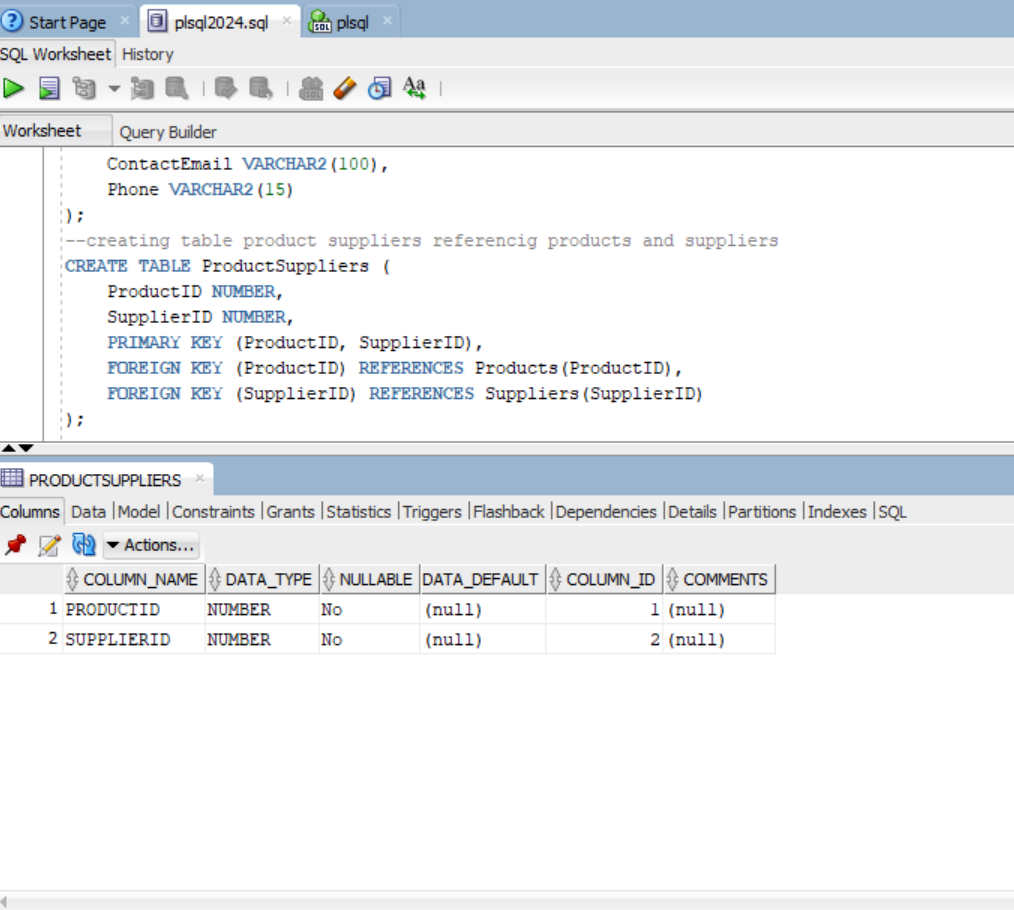 Start Page plsql2024.sql plsql
SQL Worksheet History
Worksheet Query Builder
ContactEmail VARCHAR2(100),
Phone VARCHAR2(15)
);
--creating table product suppliers referencig products and suppliers
CREATE TABLE ProductSuppliers (
ProductID NUMBER,
SupplierID NUMBER,
PRIMARY KEY (ProductID, SupplierID),
FOREIGN KEY (ProductID) REFERENCES Products(ProductID),
FOREIGN KEY (SupplierID) REFERENCES Suppliers(SupplierID)
);
PRODUCTSUPPLIERS
Columns Data |Model |Constraints |Grants |Statistics |Triggers |Flashback |Dependencies |Details |Partitions |Indexes |SQL
Actions...
COLUMN_NAME DATA_TYPE NULLABLE DATA_DEFAULT COLUMN_ID COMMENTS
1 PRODUCTID NUMBER No (null) 1 (null)
2 SUPPLIERID NUMBER No (null) 2 (null)